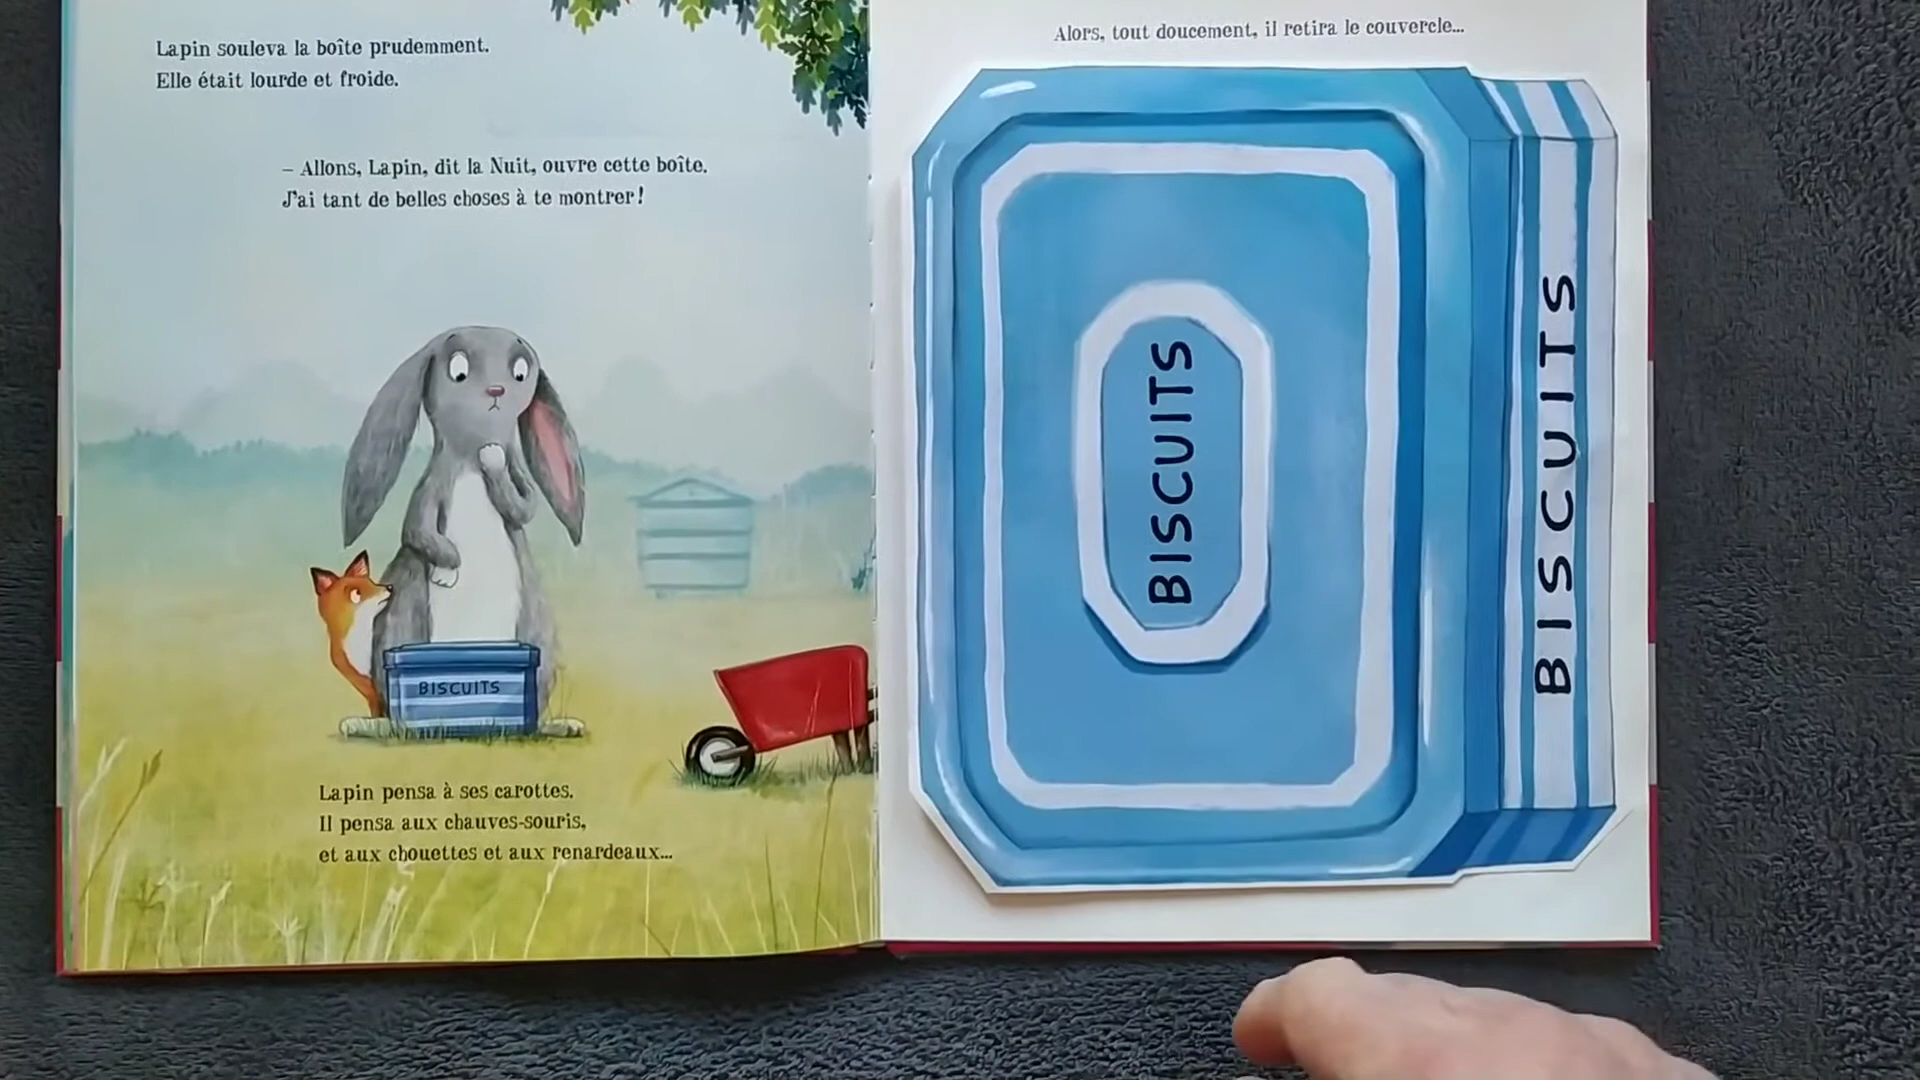 Lapin souleva la boîte prudemment.
Elle était lourde et froide.
– Allons, Lapin, dit la Nuit, ouvre cette boîte.
J'ai tant de belles choses à te montrer !
BISCUITS
Lapin pensa à ses carottes.
Il pensa aux chauves-souris,
et aux chouettes et aux renardeaux...
Alors, tout doucement, il retira le couvercle...
BISCUITS
BISCUITS